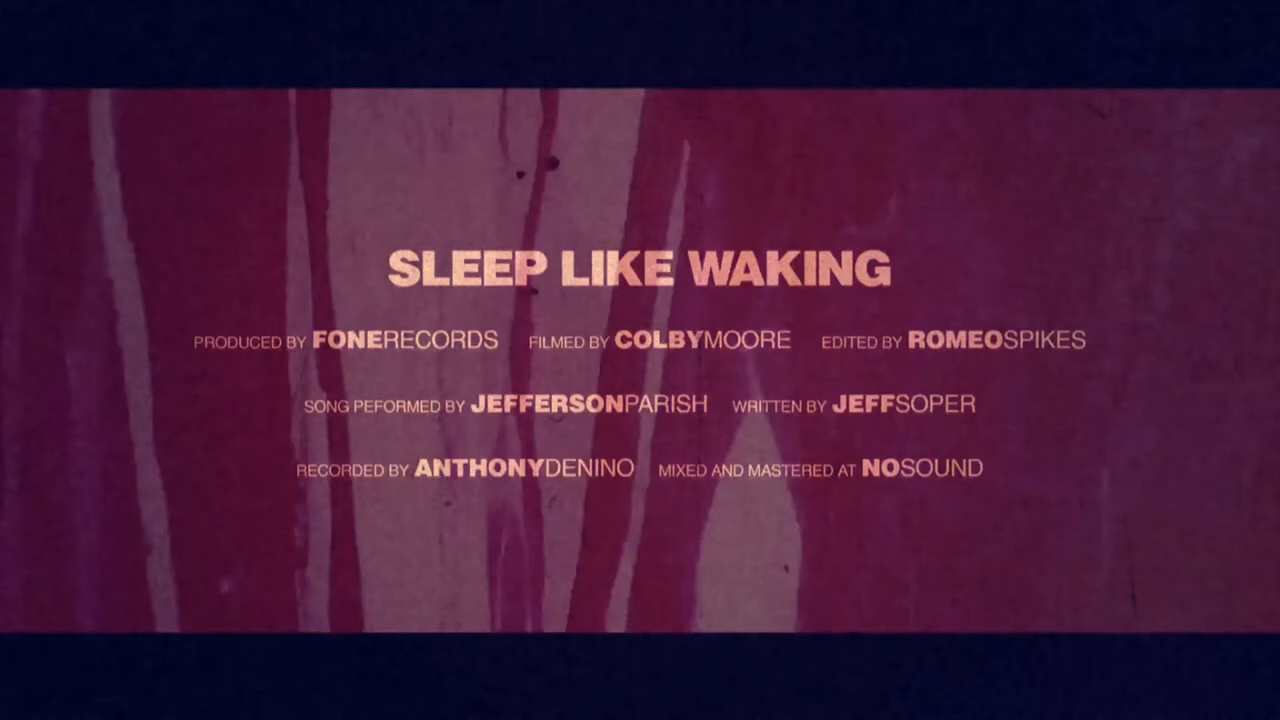 SLEEP LIKE WAKING
PRODUCED BY FONERECORDS FILMED BY COLBYMOORE EDITED BY ROMEOSPIKES
SONG PEFORMED BY JEFFERSONPARISH WRITTEN BY JEFFSOPER
RECORDED BY ANTHONYDENINO MIXED AND MASTERED AT NOSOUND